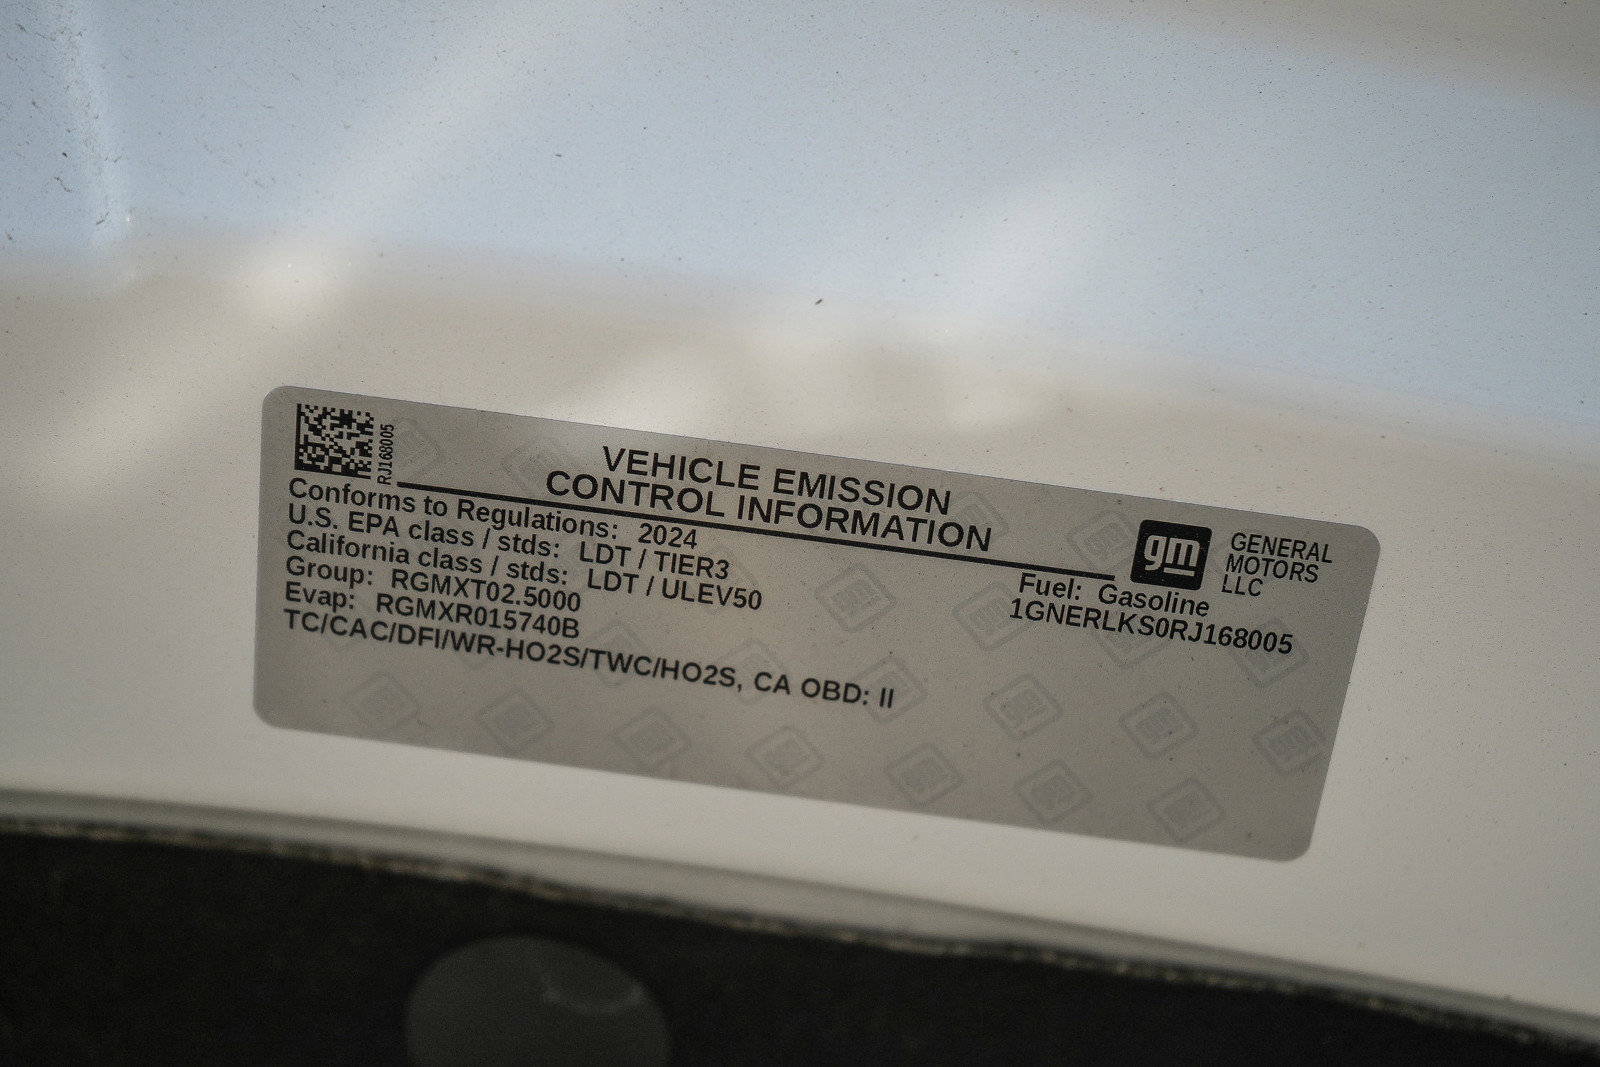 RJ168005
VEHICLE EMISSION
CONTROL INFORMATION
gm
GENERAL
MOTORS
LLC
Conforms to Regulations: 2024
U.S. EPA class / stds: LDT / TIER3
California class / stds: LDT / ULEV50
Group: RGMXT02.5000
Evap: RGMXR015740B
TC/CAC/DFI/WR-HO2S/TWC/HO2S, CA OBD: II
Fuel: Gasoline
1GNERLKS0RJ168005